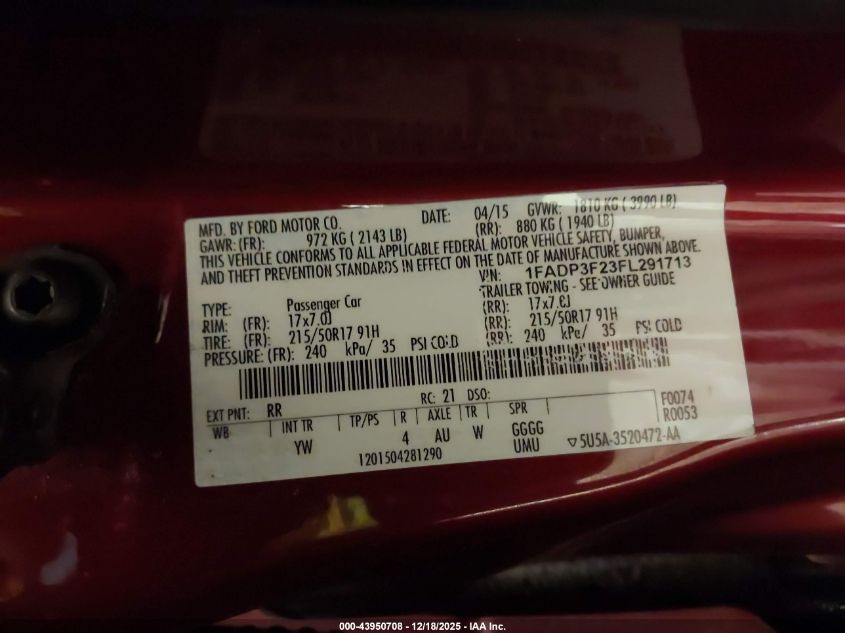 MFD. BY FORD MOTOR CO. DATE: 04/15 GVWR: 1810 KG ( 3990 LB)
GAWR: (FR): 972 KG ( 2143 LB) (RR): 880 KG ( 1940 LB)
THIS VEHICLE CONFORMS TO ALL APPLICABLE FEDERAL MOTOR VEHICLE SAFETY, BUMPER,
AND THEFT PREVENTION STANDARDS IN EFFECT ON THE DATE OF MANUFACTURE SHOWN ABOVE.
VIN: 1FADP3F23FL291713
TYPE: Passenger Car TRAILER TOWING - SEE OWNER GUIDE
RIM: (FR): 17x7.0J (RR): 17x7.0J
TIRE: (FR): 215/50R17 91H (RR): 215/50R17 91H
PRESSURE: (FR): 240 kPa/ 35 PSI COLD (RR): 240 kPa/ 35 PSI COLD
RC: 21 DSO:
EXT PNT: RR F0074
WB INT TR TP/PS R AXLE TR SPR R0053
YW 4 AU W GGGG
UMU
1201504281290 5U5A-3520472-AA
000-43950708 - 12/18/2025 - IAA Inc.